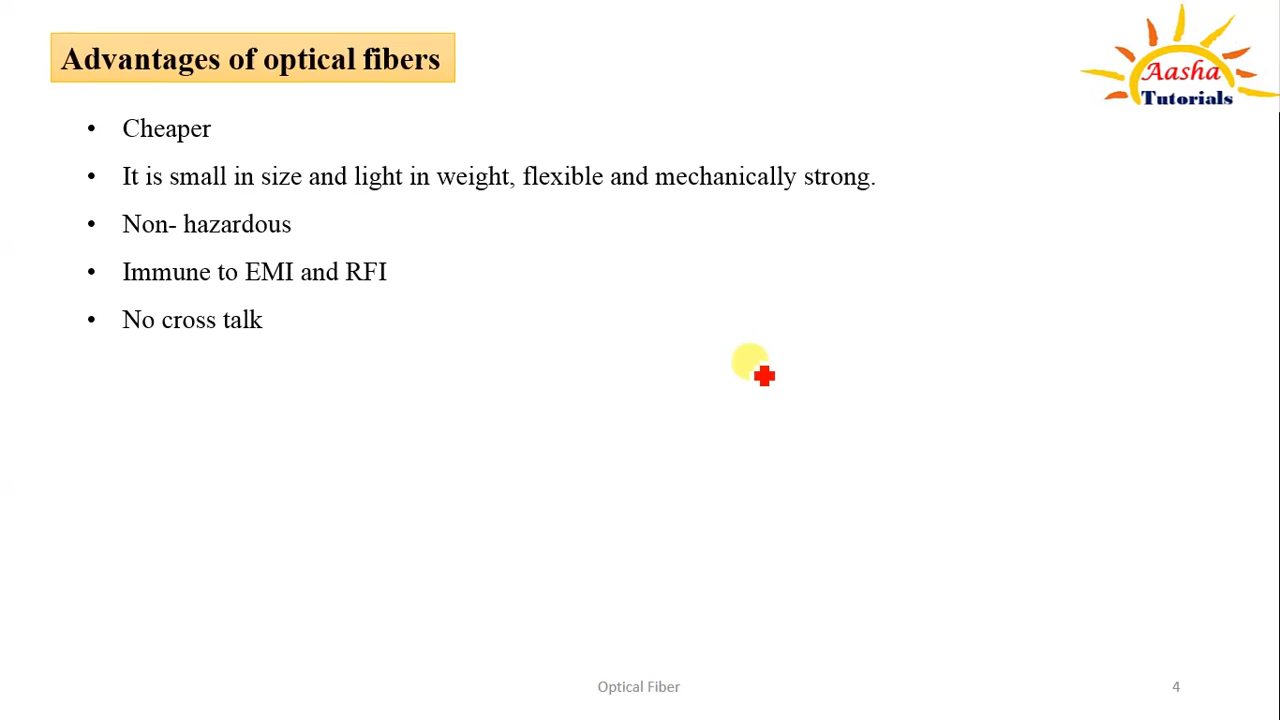 Advantages of optical fibers
Aasha
Tutorials
• Cheaper
• It is small in size and light in weight, flexible and mechanically strong.
• Non- hazardous
• Immune to EMI and RFI
• No cross talk
Optical Fiber
4